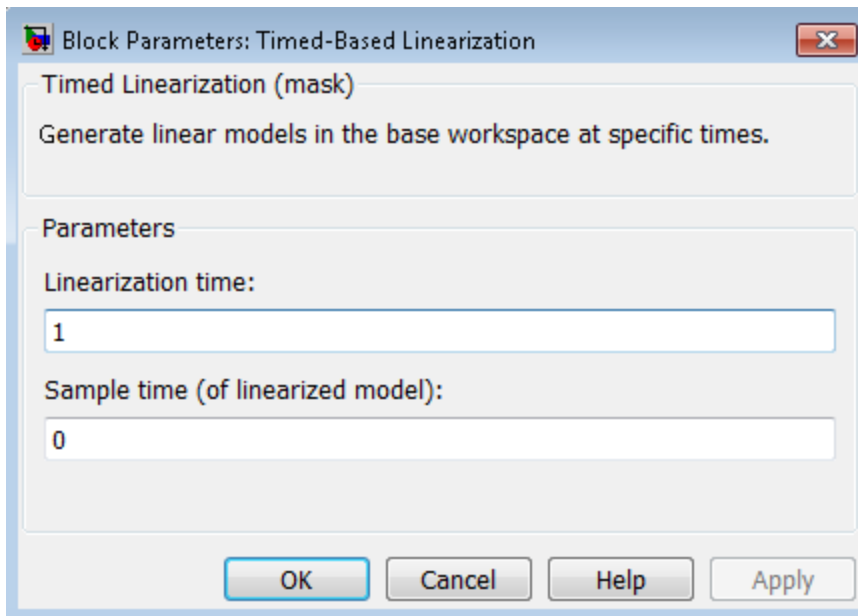 Block Parameters: Timed-Based Linearization
Timed Linearization (mask)
Generate linear models in the base workspace at specific times.
Parameters
Linearization time:
1
Sample time (of linearized model):
0
OK Cancel Help Apply